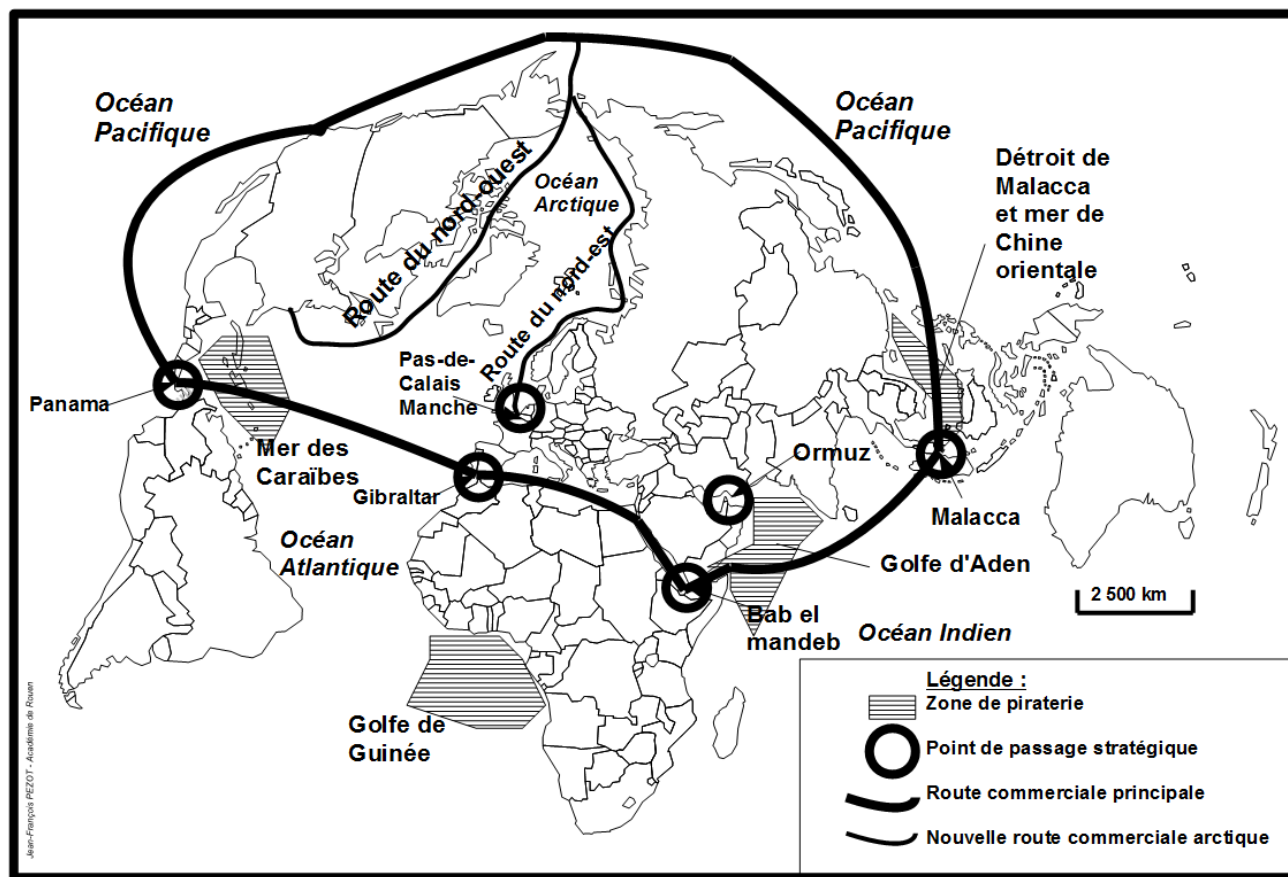 Océan
Pacifique
Océan
Pacifique
Détroit de
Malacca
et mer de
Chine
orientale
Route du nord-ouest
Océan
Arctique
Route du nord-est
Pas-de-
Calais
Manche
Panama
Mer des
Caraïbes
Gibraltar
Ormuz
Malacca
Océan
Atlantique
Golfe d'Aden
Bab el
mandeb
2 500 km
Océan Indien
Golfe de
Guinée
Légende :
Zone de piraterie
Point de passage stratégique
Route commerciale principale
Nouvelle route commerciale arctique
Jean-François PEZOT - Académie de Rouen